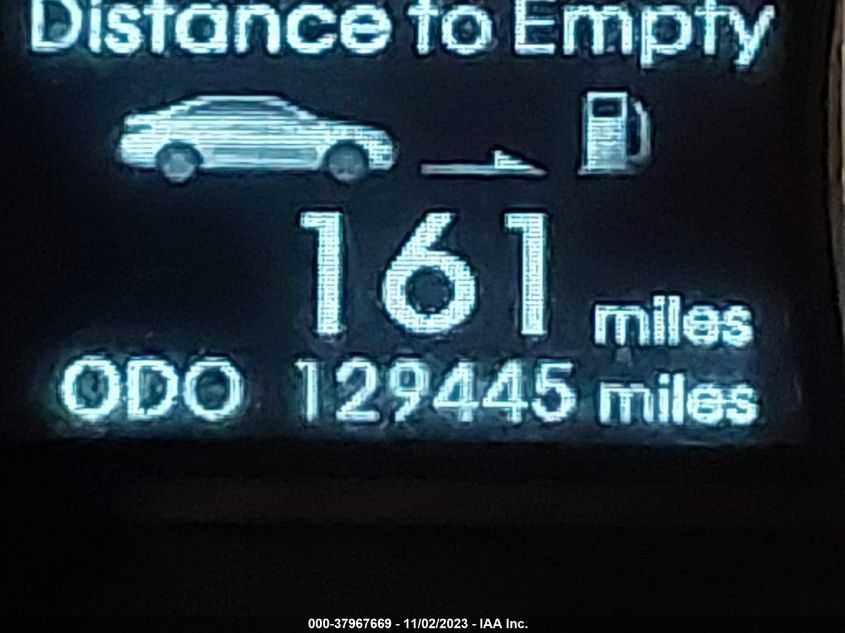 Distance to Empty
161 miles
ODO 129445 miles
000-37967669 - 11/02/2023 - IAA Inc.